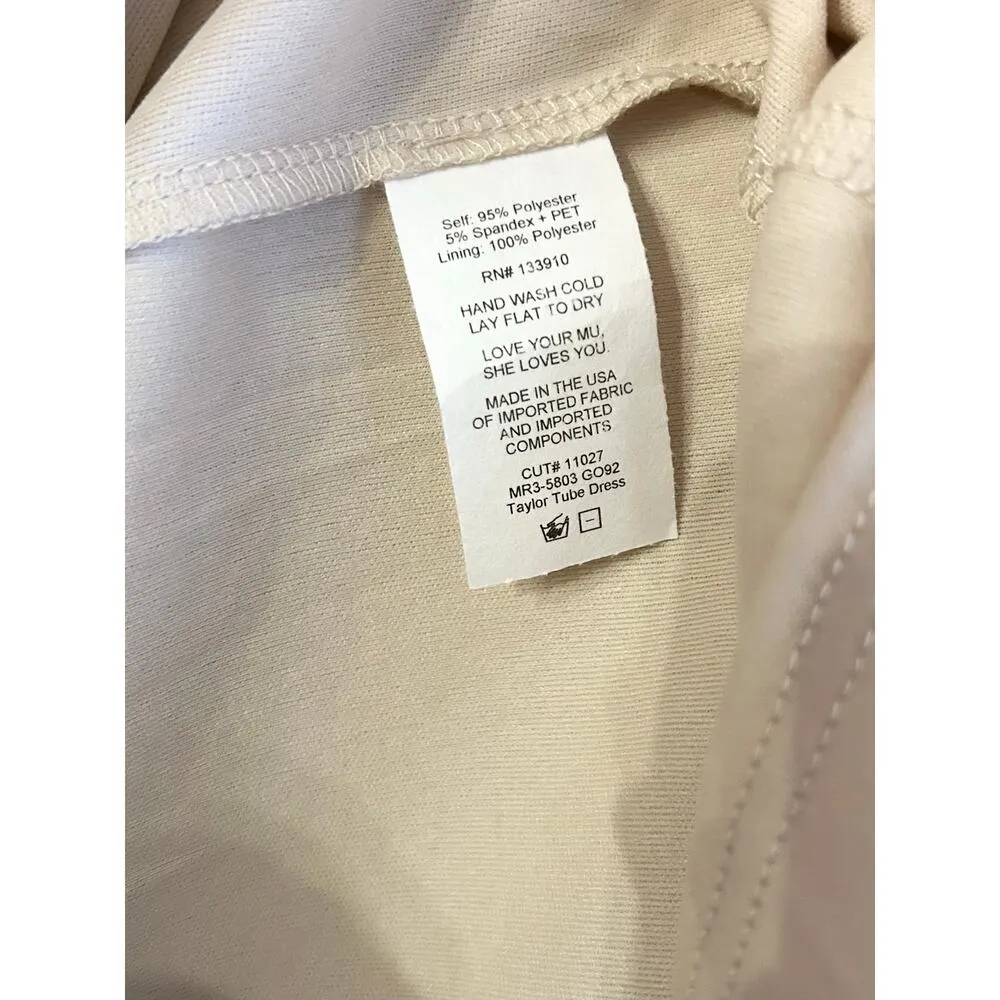 Self: 95% Polyester
5% Spandex + PET
Lining: 100% Polyester
RN# 133910
HAND WASH COLD
LAY FLAT TO DRY
LOVE YOUR MU,
SHE LOVES YOU.
MADE IN THE USA
OF IMPORTED FABRIC
AND IMPORTED
COMPONENTS
CUT# 11027
MR3-5803 GO92
Taylor Tube Dress